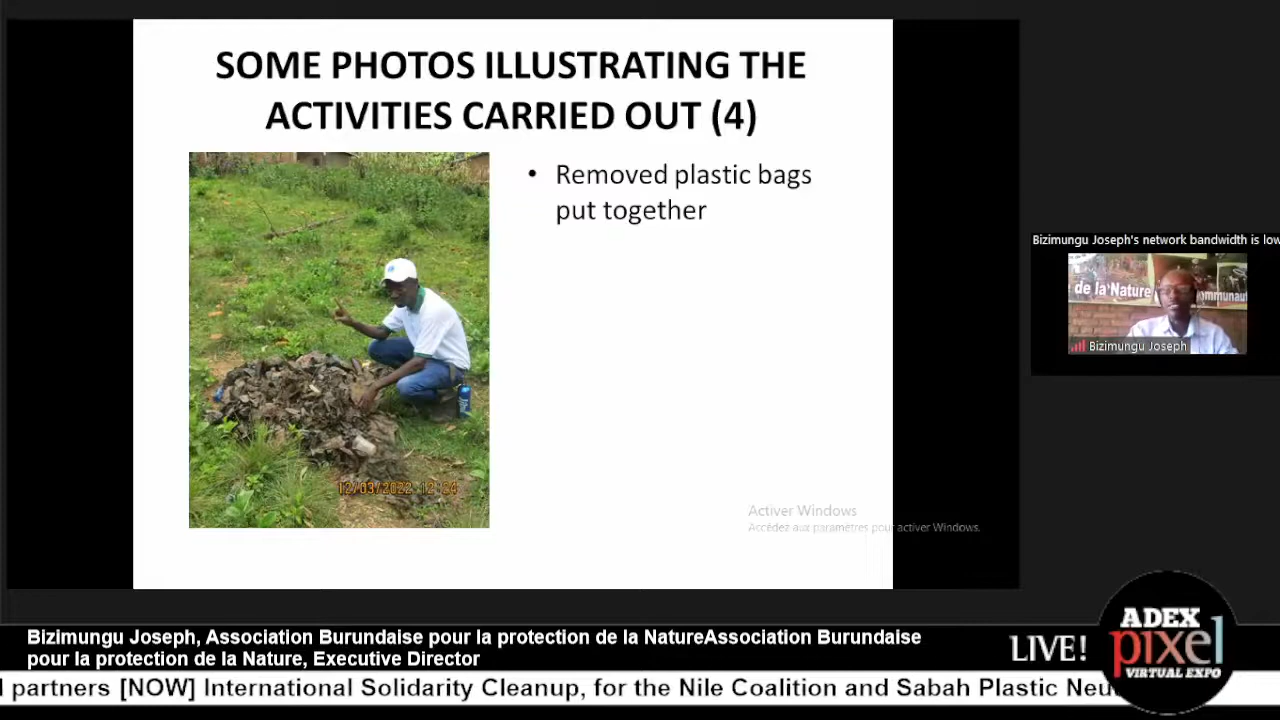 SOME PHOTOS ILLUSTRATING THE
ACTIVITIES CARRIED OUT (4)
• Removed plastic bags
put together
12/03/2022 12:24
Bizimungu Joseph's network bandwidth is low
de la Nature
Bizimungu Joseph
Activer Windows
Accédez aux paramètres pour activer Windows.
Bizimungu Joseph, Association Burundaise pour la protection de la NatureAssociation Burundaise
pour la protection de la Nature, Executive Director
LIVE!
ADEX
pixel
VIRTUAL EXPO
partners [NOW] International Solidarity Cleanup, for the Nile Coalition and Sabah Plastic Neu